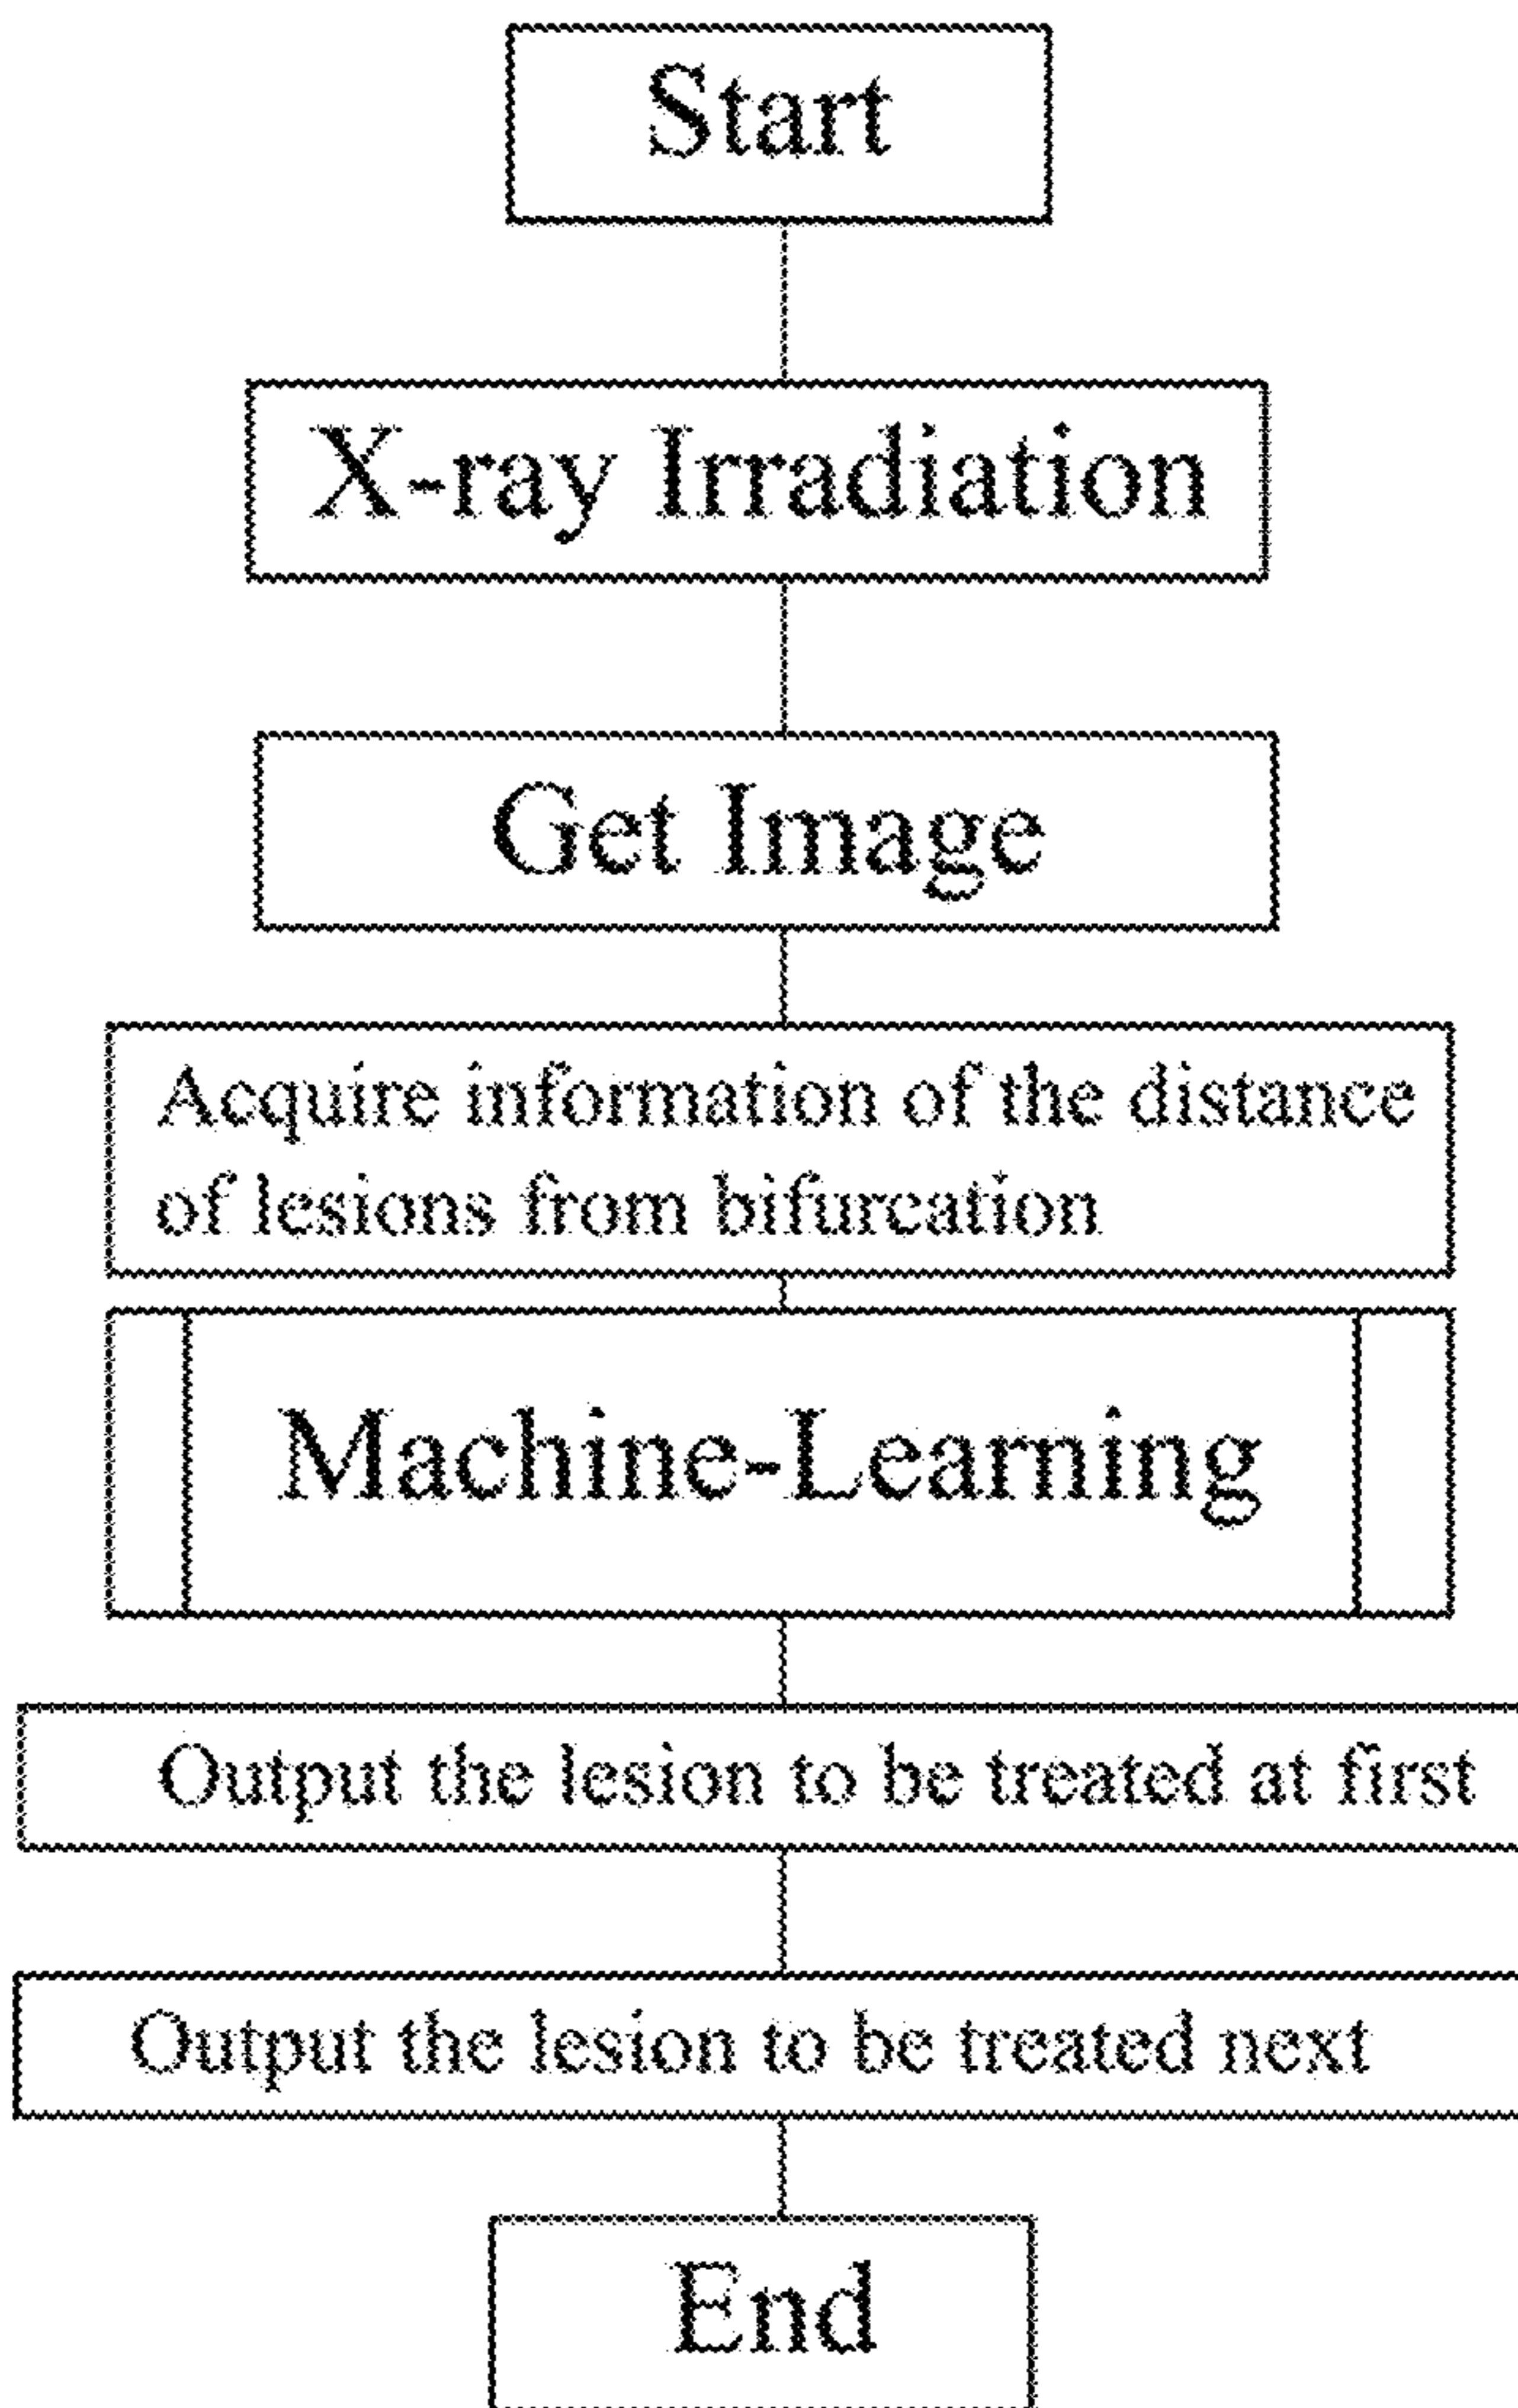 Start
X-ray Irradiation
Get Image
Acquire information of the distance
of lesions from bifurcation
Machine-Learning
Output the lesion to be treated at first
Output the lesion to be treated next
End